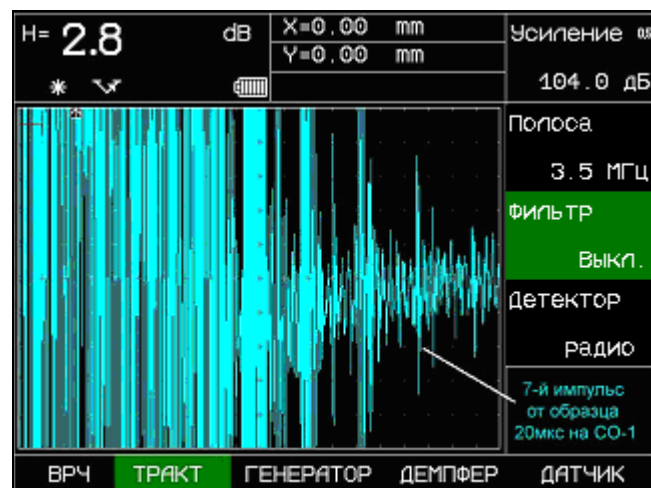 H= 2.8 dB
X=0.00 mm
Y=0.00 mm
Усиление
104.0 дБ
Полоса
3.5 МГц
Фильтр
Выкл.
Детектор
радио
7-й импульс
от образца
20мкс на СО-1
ВРЧ ТРАКТ ГЕНЕРАТОР ДЕМПФЕР ДАТЧИК